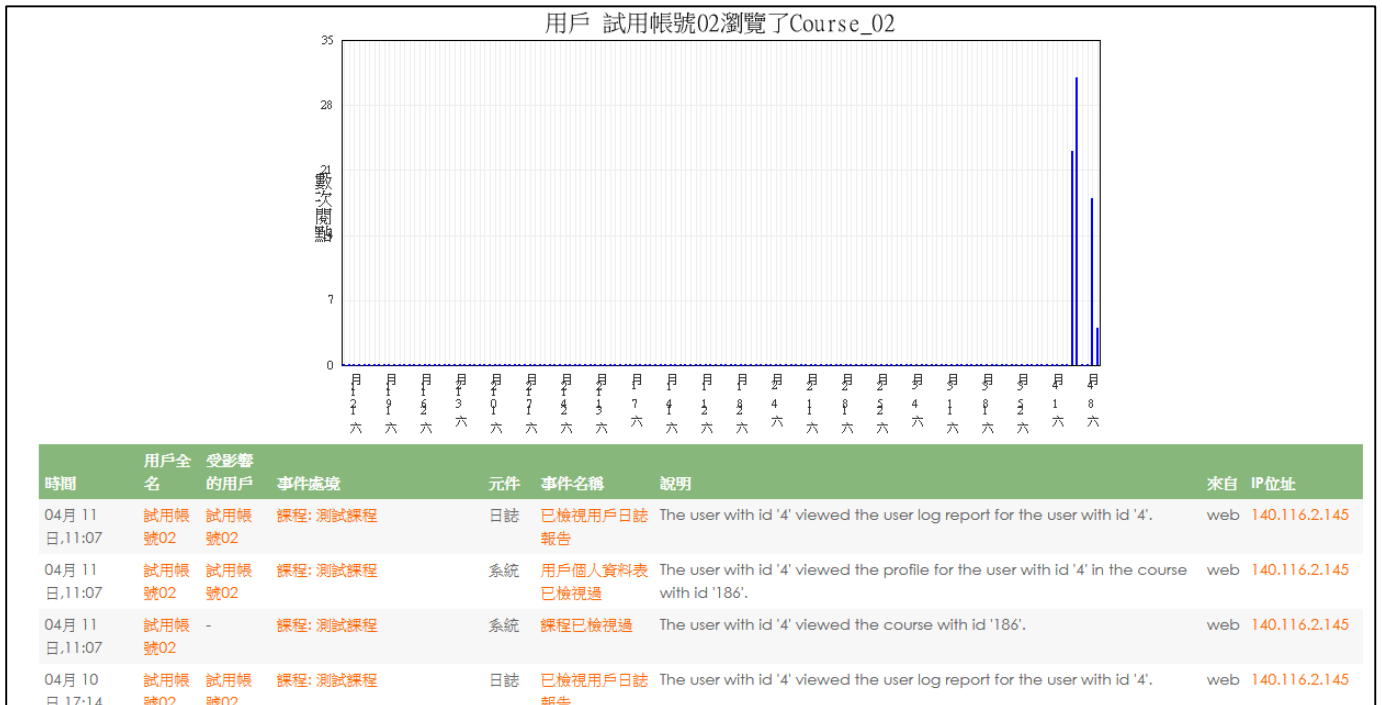 用戶 試用帳號02瀏覽了Course_02
35
28
21
7
0
數次閱點
時間 用戶全名 受影響的用戶 事件處境 元件 事件名稱 說明 來自 IP位址
04月 11日,11:07 試用帳號02 試用帳號02 課程: 測試課程 日誌 已檢視用戶日誌報告 The user with id '4' viewed the user log report for the user with id '4'. web 140.116.2.145
04月 11日,11:07 試用帳號02 試用帳號02 課程: 測試課程 系統 用戶個人資料表已檢視過 The user with id '4' viewed the profile for the user with id '4' in the course with id '186'. web 140.116.2.145
04月 11日,11:07 試用帳號02 - 課程: 測試課程 系統 課程已檢視過 The user with id '4' viewed the course with id '186'. web 140.116.2.145
04月 10日,17:14 試用帳號02 試用帳號02 課程: 測試課程 日誌 已檢視用戶日誌報告 The user with id '4' viewed the user log report for the user with id '4'. web 140.116.2.145